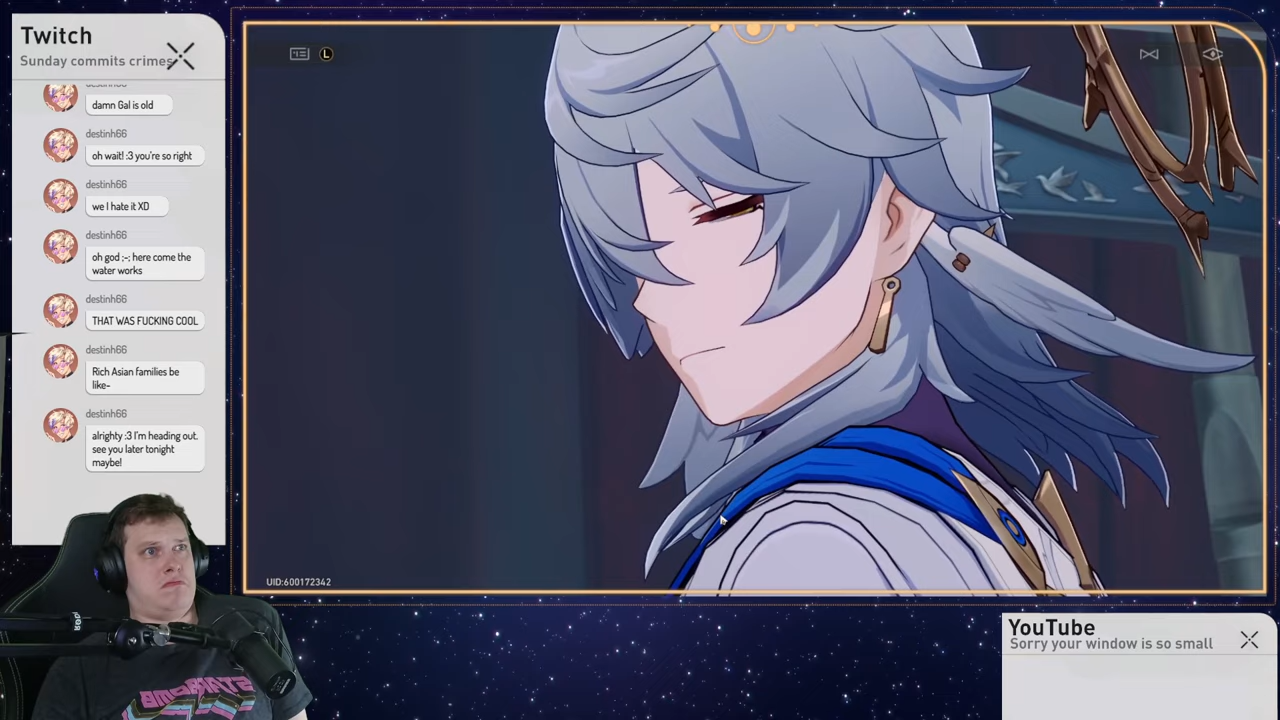 Twitch
Sunday commits crimes
destinh66
damn Gal is old
destinh66
oh wait! :3 you're so right
destinh66
we I hate it XD
destinh66
oh god ;-; here come the
water works
destinh66
THAT WAS FUCKING COOL
destinh66
Rich Asian families be
like-
destinh66
alrighty :3 I'm heading out.
see you later tonight
maybe!
L
UID:600172342
YouTube
Sorry your window is so small